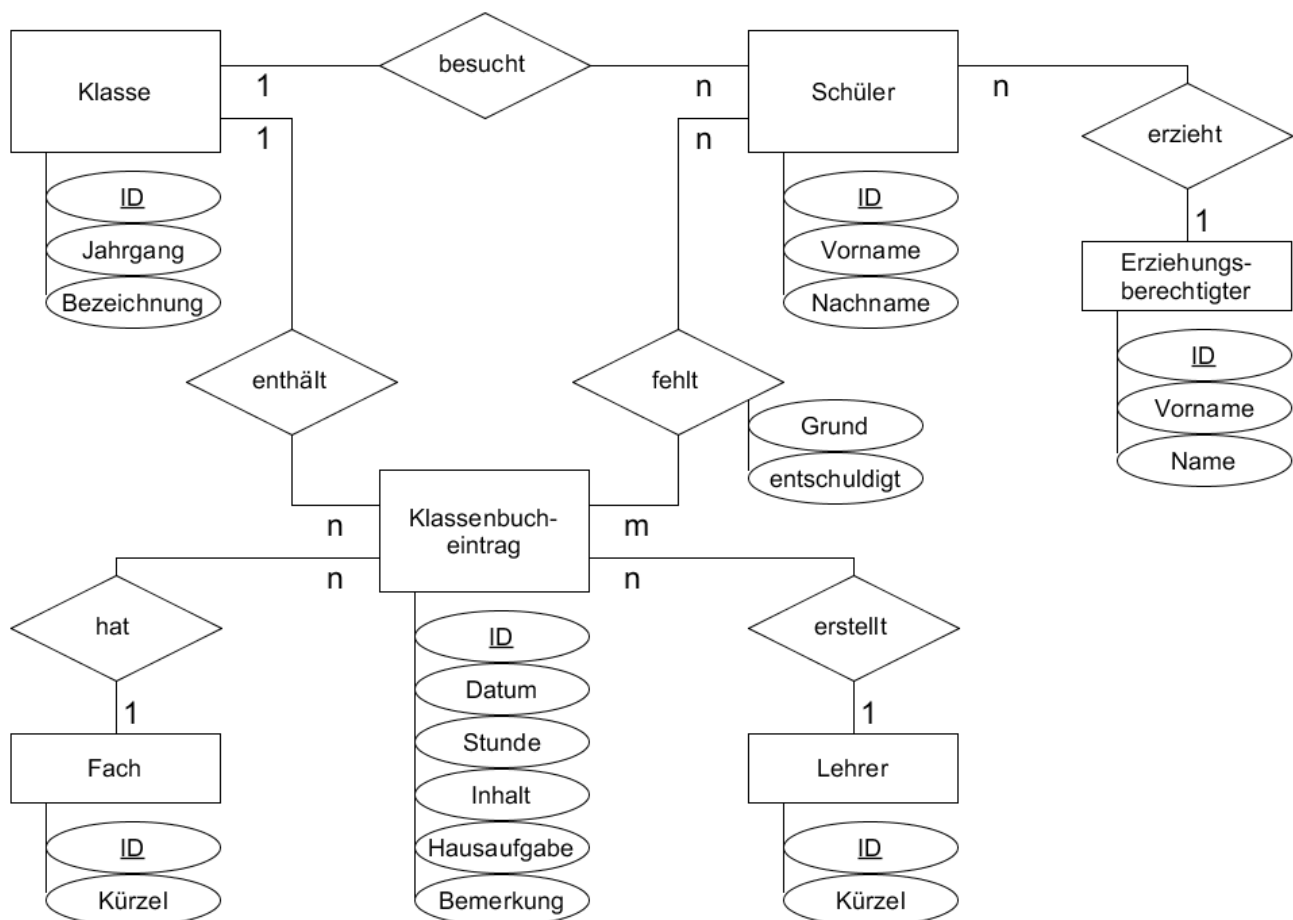 besucht
Klasse
1
n
Schüler
n
1
n
erzieht
ID
Jahrgang
Bezeichnung
ID
Vorname
Nachname
1
Erziehungs-
berechtigter
enthält
fehlt
ID
Vorname
Name
Grund
entschuldigt
n
Klassenbuch-
eintrag
m
n
n
hat
erstellt
ID
Datum
Stunde
Inhalt
Hausaufgabe
Bemerkung
1
Fach
ID
Kürzel
1
Lehrer
ID
Kürzel